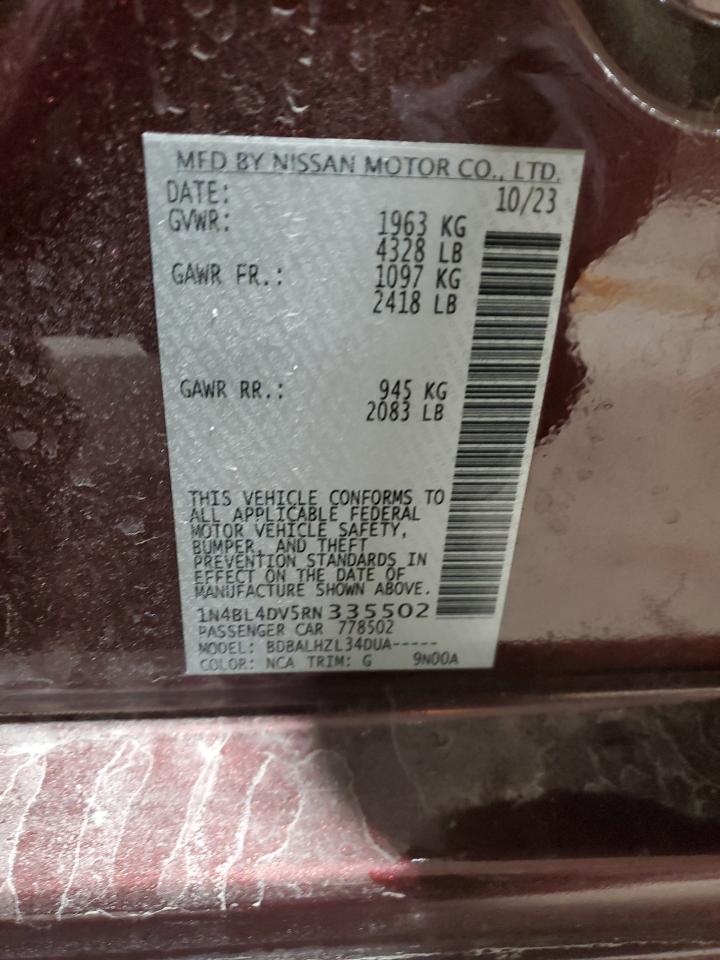 MFD BY NISSAN MOTOR CO., LTD.
DATE: 10/23
GVWR: 1963 KG
4328 LB
GAWR FR.: 1097 KG
2418 LB
GAWR RR.: 945 KG
2083 LB
THIS VEHICLE CONFORMS TO
ALL APPLICABLE FEDERAL
MOTOR VEHICLE SAFETY,
BUMPER, AND THEFT
PREVENTION STANDARDS IN
EFFECT ON THE DATE OF
MANUFACTURE SHOWN ABOVE.
1N4BL4DV5RN335502
PASSENGER CAR 778502
MODEL: BDBALHZL34DUA-----
COLOR: NCA TRIM: G 9N00A